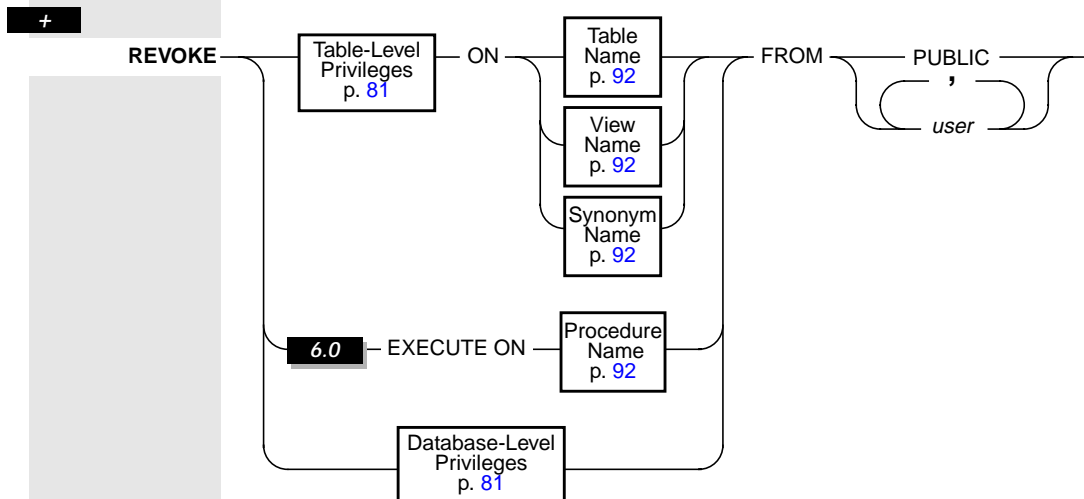 +
REVOKE
Table-Level
Privileges
p. 81
ON
Table
Name
p. 92
View
Name
p. 92
Synonym
Name
p. 92
FROM
PUBLIC
,
user
6.0
EXECUTE ON
Procedure
Name
p. 92
Database-Level
Privileges
p. 81